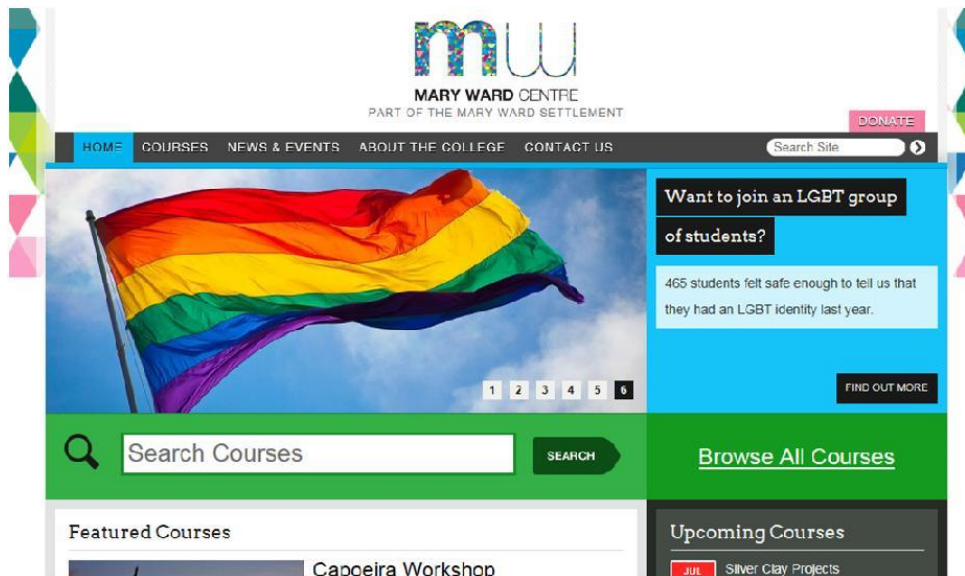 mw
MARY WARD CENTRE
PART OF THE MARY WARD SETTLEMENT
DONATE
HOME COURSES NEWS & EVENTS ABOUT THE COLLEGE CONTACT US Search Site
Want to join an LGBT group
of students?
465 students felt safe enough to tell us that
they had an LGBT identity last year.
1 2 3 4 5 6
FIND OUT MORE
Search Courses SEARCH Browse All Courses
Featured Courses
Capoeira Workshop
Upcoming Courses
JUL Silver Clay Projects